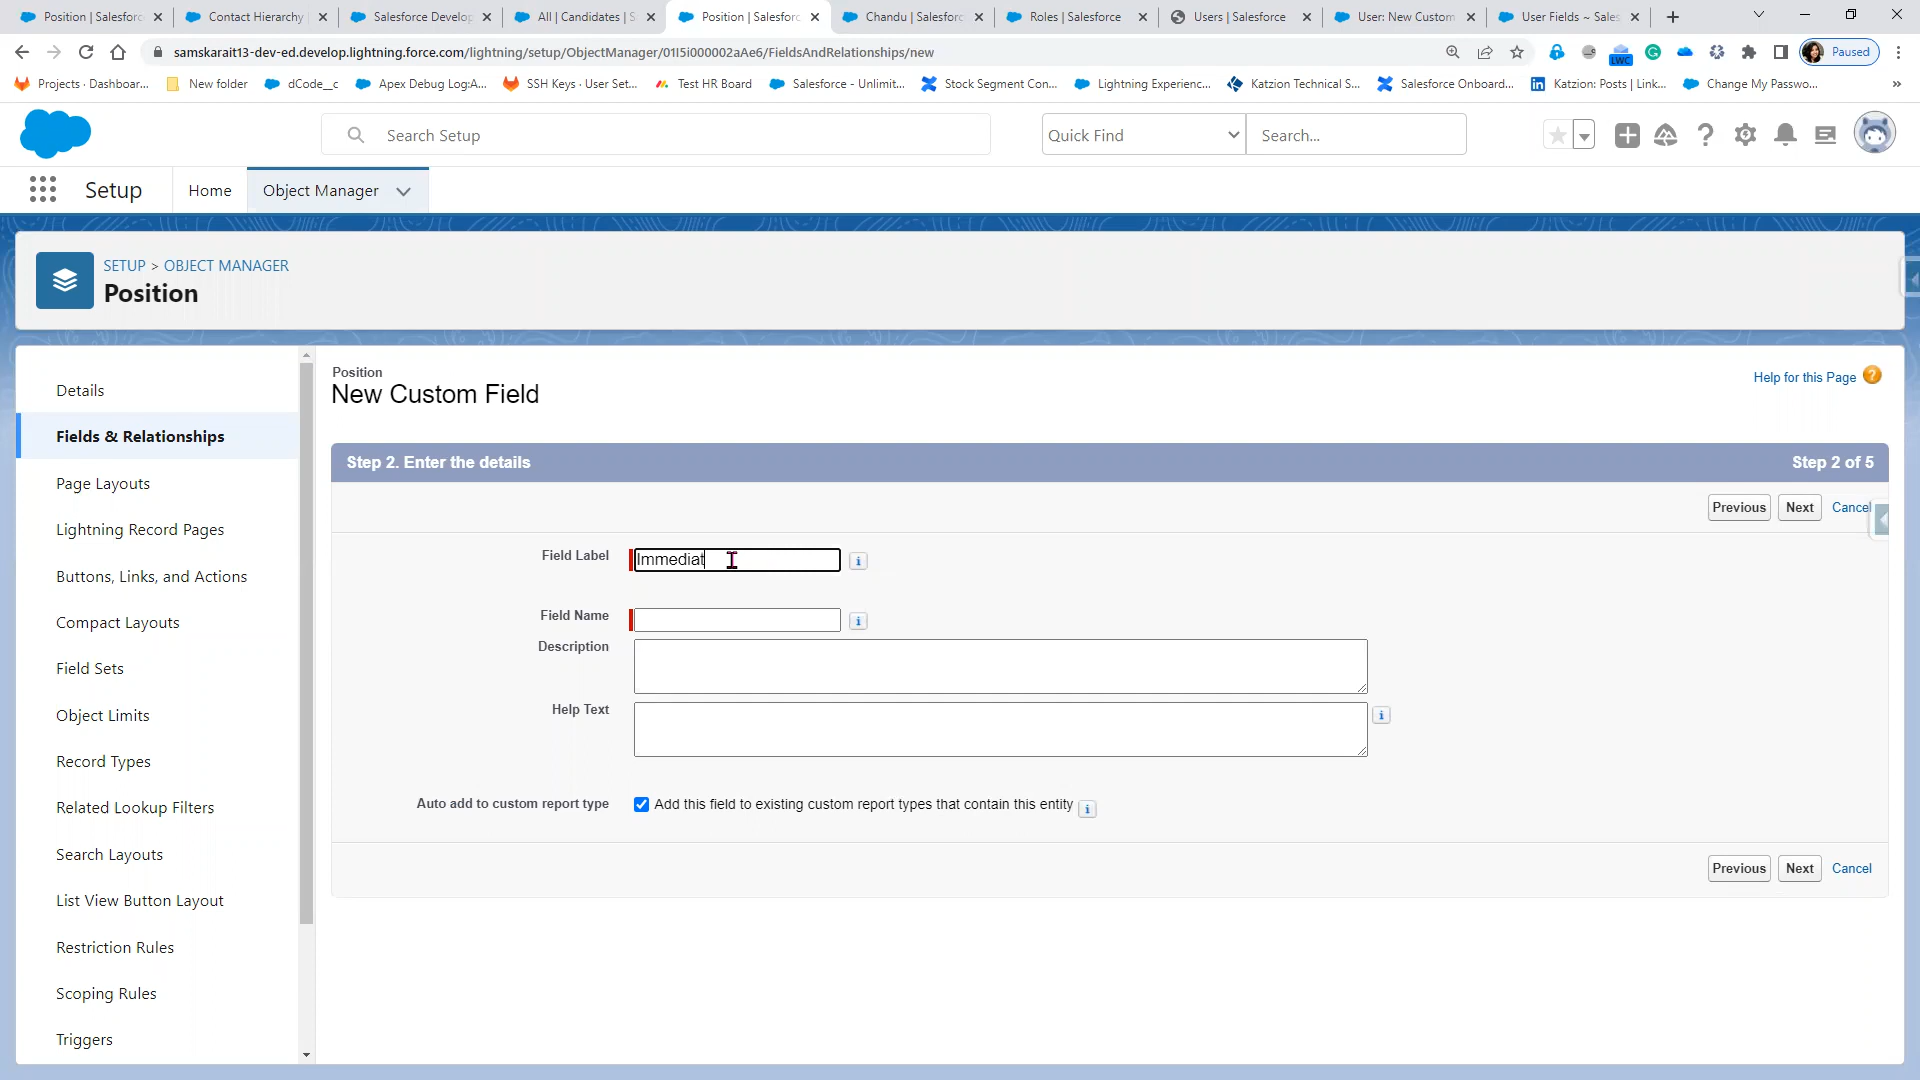 Position | Salesforc
Contact Hierarchy
Salesforce Develop
All | Candidates | S
Position | Salesforc
Chandu | Salesforc
Roles | Salesforce
Users | Salesforce
User: New Custom
User Fields ~ Sales
samskarait13-dev-ed.develop.lightning.force.com/lightning/setup/ObjectManager/01I5i000002aAe6/FieldsAndRelationships/new
LWC
Paused
Projects · Dashboar...
New folder
dCode__c
Apex Debug Log:A...
SSH Keys · User Set...
Test HR Board
Salesforce - Unlimit...
Stock Segment Con...
Lightning Experienc...
Katzion Technical S...
Salesforce Onboard...
Katzion: Posts | Link...
Change My Passwo...
»
Search Setup
Quick Find
Search...
Setup
Home
Object Manager
SETUP > OBJECT MANAGER
Position
Details
Fields & Relationships
Page Layouts
Lightning Record Pages
Buttons, Links, and Actions
Compact Layouts
Field Sets
Object Limits
Record Types
Related Lookup Filters
Search Layouts
List View Button Layout
Restriction Rules
Scoping Rules
Triggers
Position
New Custom Field
Help for this Page
Step 2. Enter the details
Step 2 of 5
Previous
Next
Cancel
Field Label
Immediat
Field Name
Description
Help Text
Auto add to custom report type
Add this field to existing custom report types that contain this entity
Previous
Next
Cancel